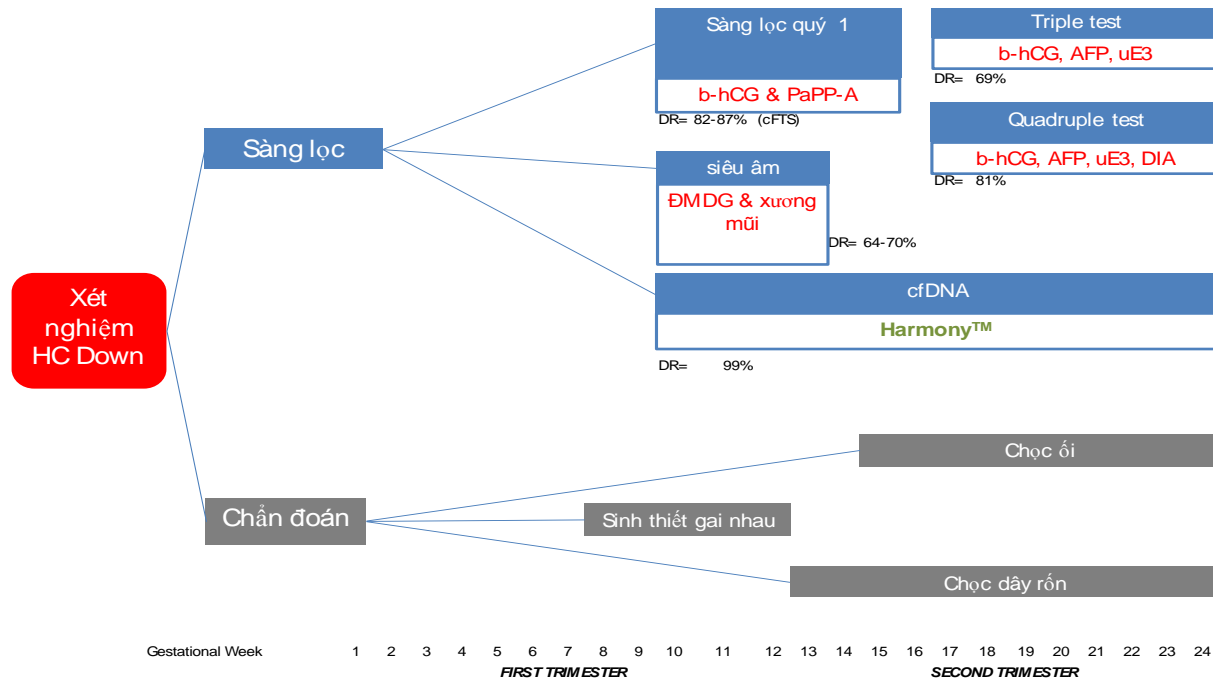 Xét
nghiệm
HC Down
Sàng lọc
Sàng lọc quý 1
b-hCG & PaPP-A
DR= 82-87% (cFTS)
Triple test
b-hCG, AFP, uE3
DR= 69%
Quadruple test
b-hCG, AFP, uE3, DIA
DR= 81%
siêu âm
ĐMDG & xương
mũi
DR= 64-70%
cfDNA
Harmony™
DR= 99%
Chẩn đoán
Chọc ối
Sinh thiết gai nhau
Chọc dây rốn
Gestational Week 1 2 3 4 5 6 7 8 9 10 11 12 13 14 15 16 17 18 19 20 21 22 23 24
FIRST TRIMESTER SECOND TRIMESTER